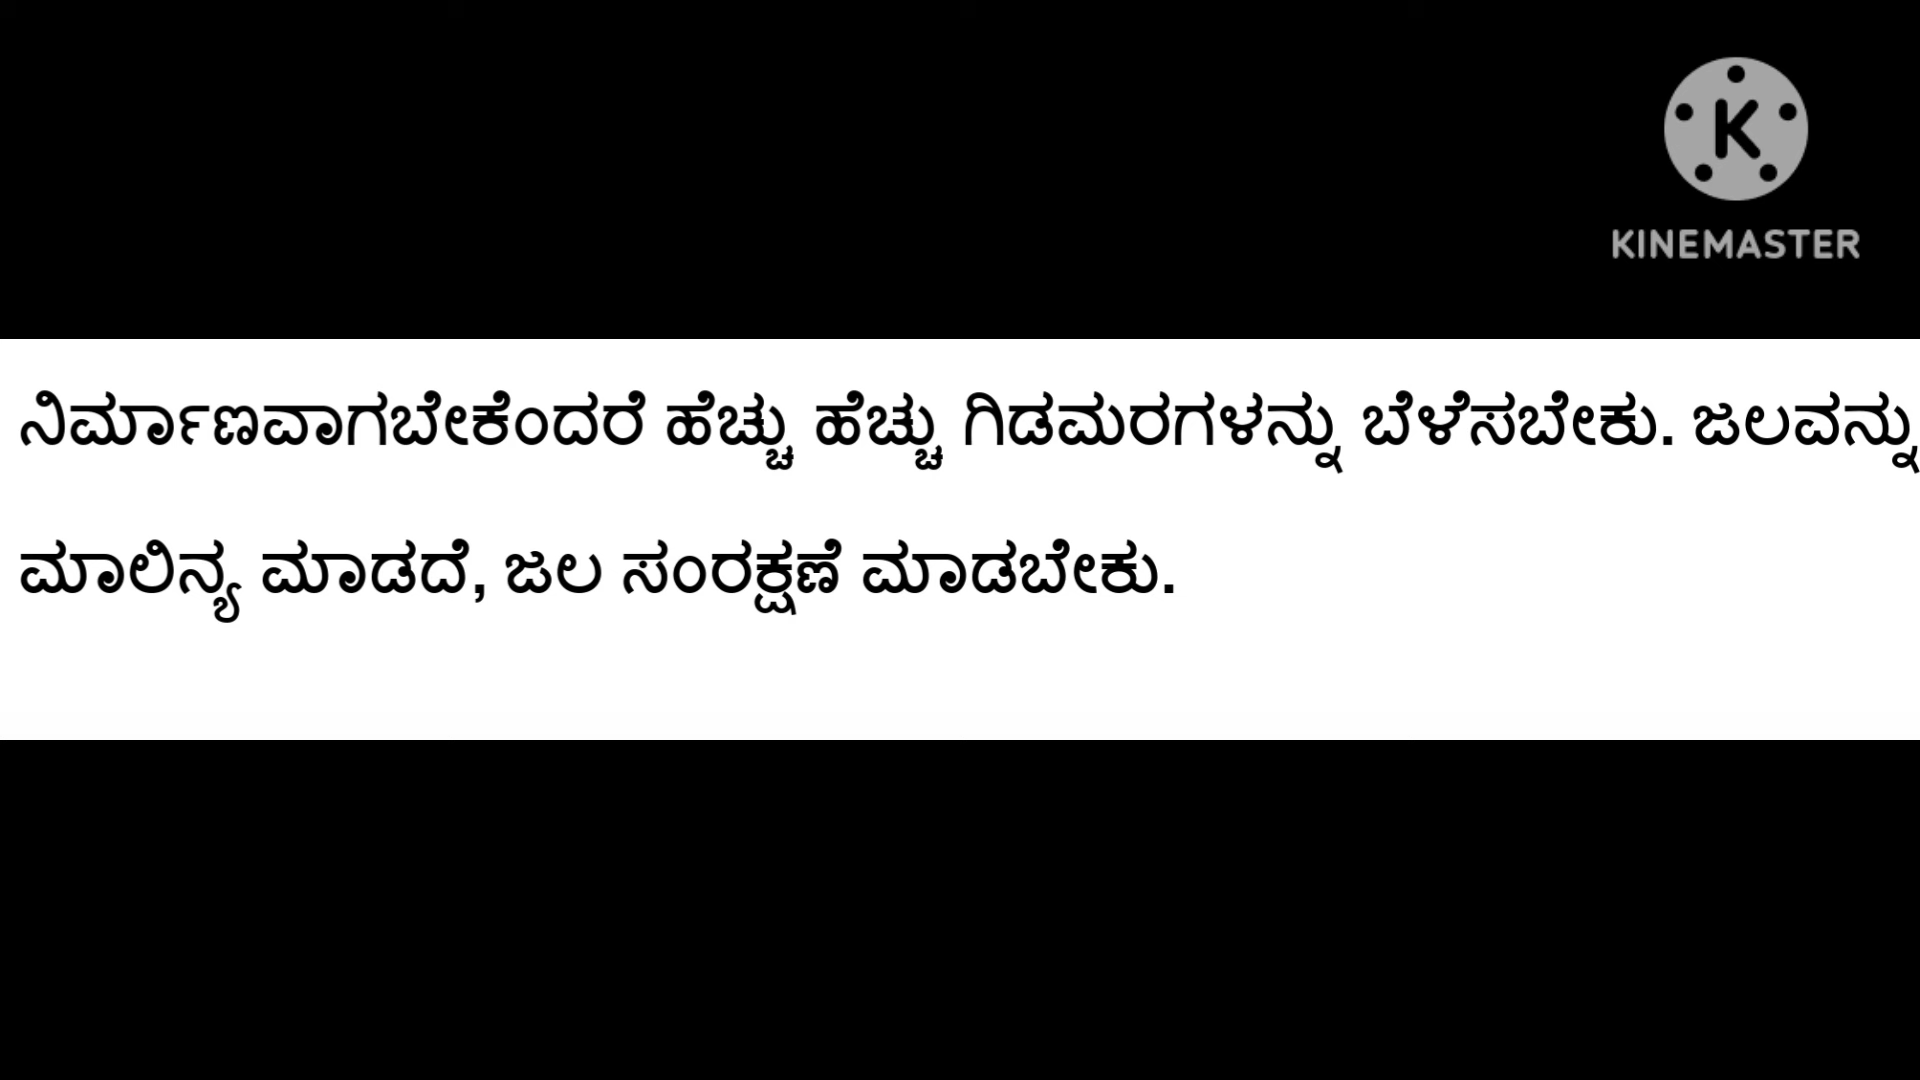 KINEMASTER
ನಿರ್ಮಾಣವಾಗಬೇಕೆಂದರೆ ಹೆಚ್ಚು ಹೆಚ್ಚು ಗಿಡಮರಗಳನ್ನು ಬೆಳೆಸಬೇಕು. ಜಲವನ್ನು
ಮಾಲಿನ್ಯ ಮಾಡದೆ, ಜಲ ಸಂರಕ್ಷಣೆ ಮಾಡಬೇಕು.